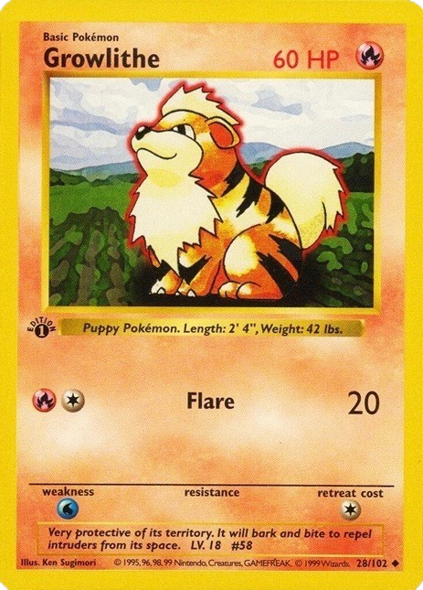 Basic Pokémon
Growlithe 60 HP
EDITION 1
Puppy Pokémon. Length: 2' 4", Weight: 42 lbs.
Flare 20
weakness resistance retreat cost
Very protective of its territory. It will bark and bite to repel
intruders from its space. LV. 18 #58
Illus. Ken Sugimori © 1995, 96, 98, 99 Nintendo, Creatures, GAMEFREAK. © 1999 Wizards. 28/102